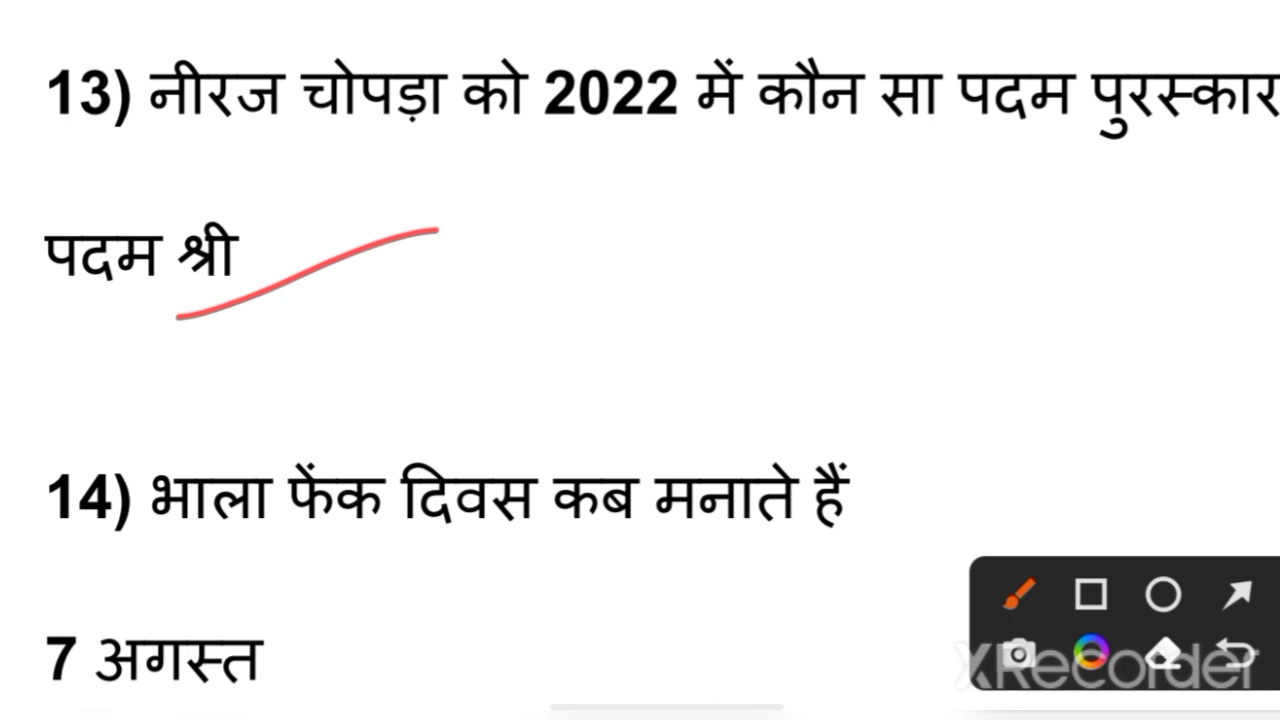 13) नीरज चोपड़ा को 2022 में कौन सा पदम पुरस्कार
पदम श्री
14) भाला फेंक दिवस कब मनाते हैं
7 अगस्त
XRecorder